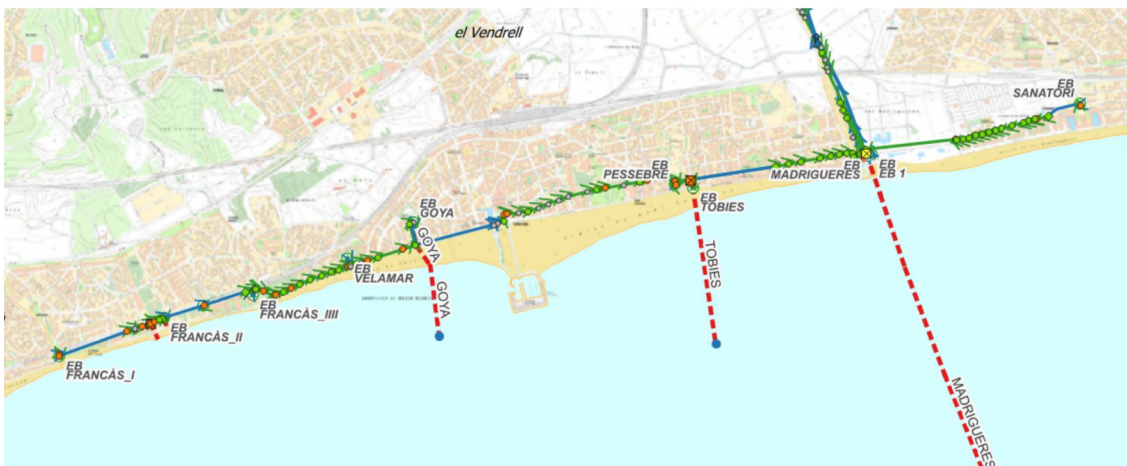 el Vendrell
EB
SANATORI
EB
PESSEBRE
EB
MADRIGUERES
EB
EB 1
EB
TOBIES
EB
GOYA
GOYA
GOYA
TOBIES
EB
VELAMAR
EB
FRANCÀS_IIII
EB
FRANCÀS_II
EB
FRANCÀS_I
MADRIGUERES